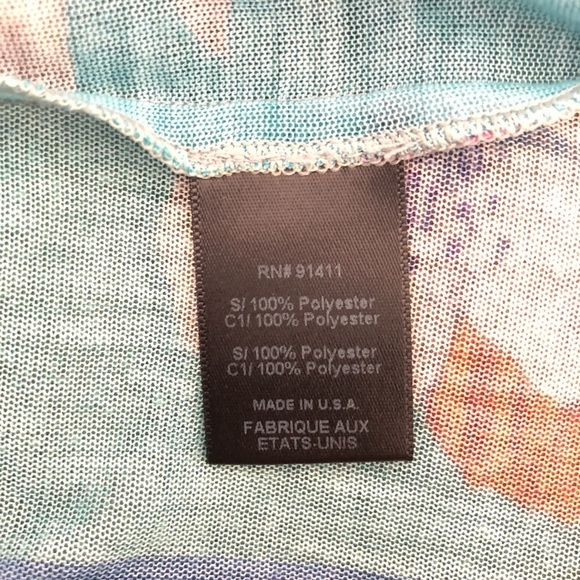 RN# 91411
S/ 100% Polyester
C1/ 100% Polyester
S/ 100% Polyester
C1/ 100% Polyester
MADE IN U.S.A.
FABRIQUE AUX
ETATS-UNIS